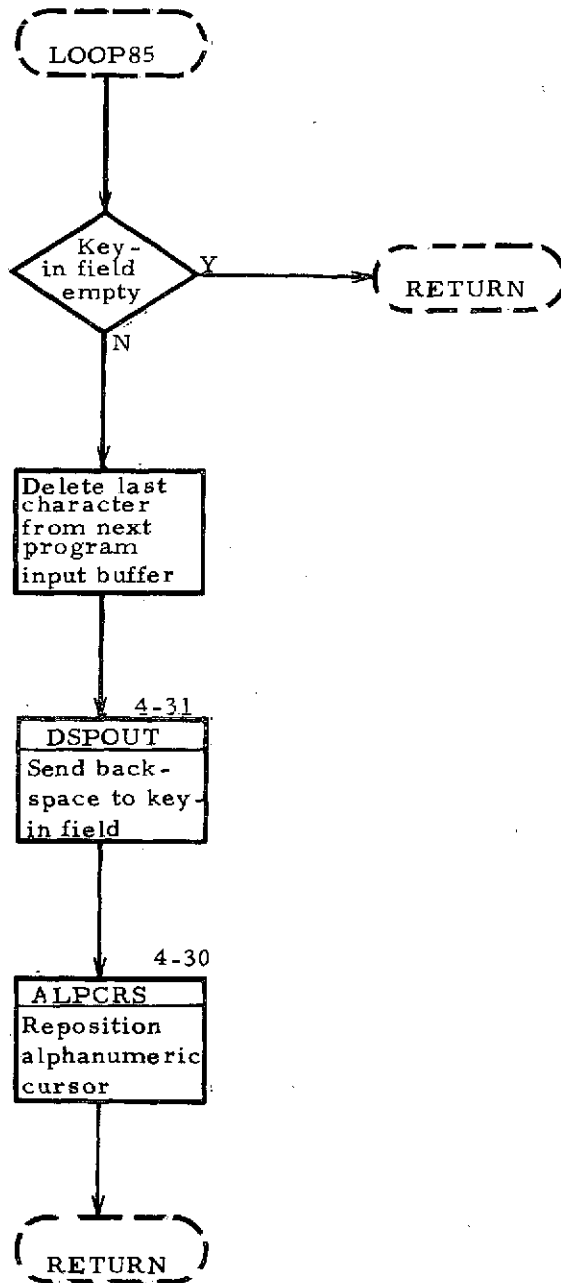 LOOP85
Key-
in field
empty
Y
RETURN
N
Delete last
character
from next
program
input buffer
4-31
DSPOUT
Send back-
space to key-
in field
4-30
ALPCRS
Reposition
alphanumeric
cursor
RETURN